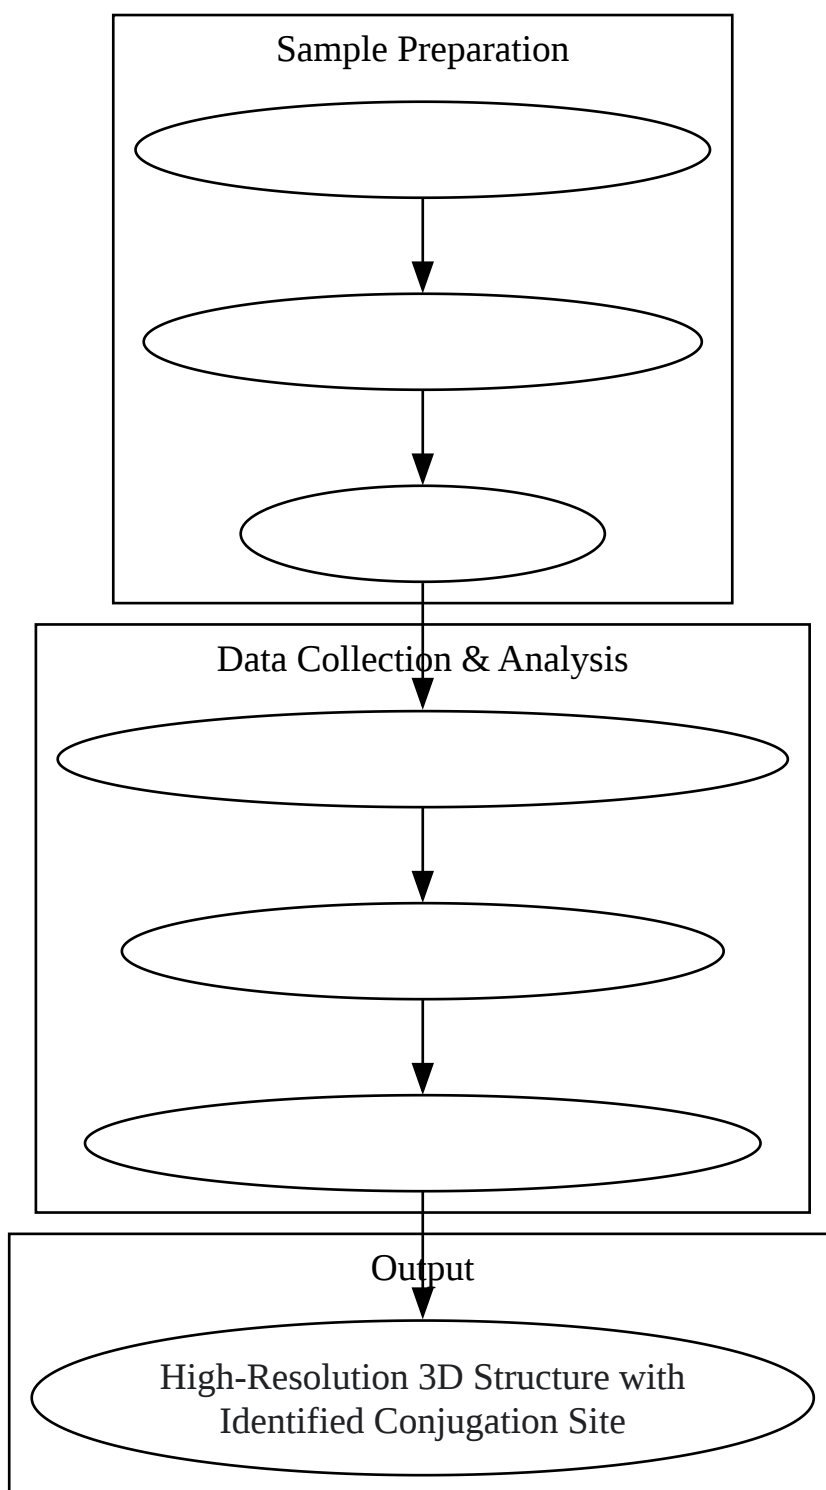 Sample Preparation
Data Collection & Analysis
Output
High-Resolution 3D Structure with
Identified Conjugation Site